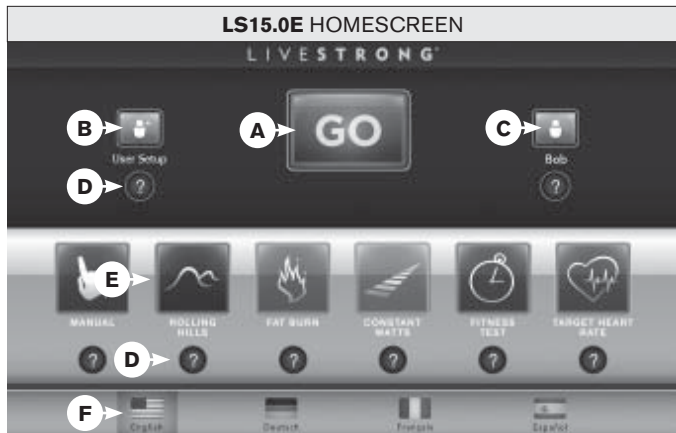 LS15.0E HOMESCREEN
LIVESTRONG
B
A
GO
C
User Setup
Bob
D
?
?
E
MANUAL
ROLLING HILLS
FAT BURN
CONSTANT WATTS
FITNESS TEST
TARGET HEART RATE
D
?
?
?
?
?
?
F
English
Deutsch
Français
Español